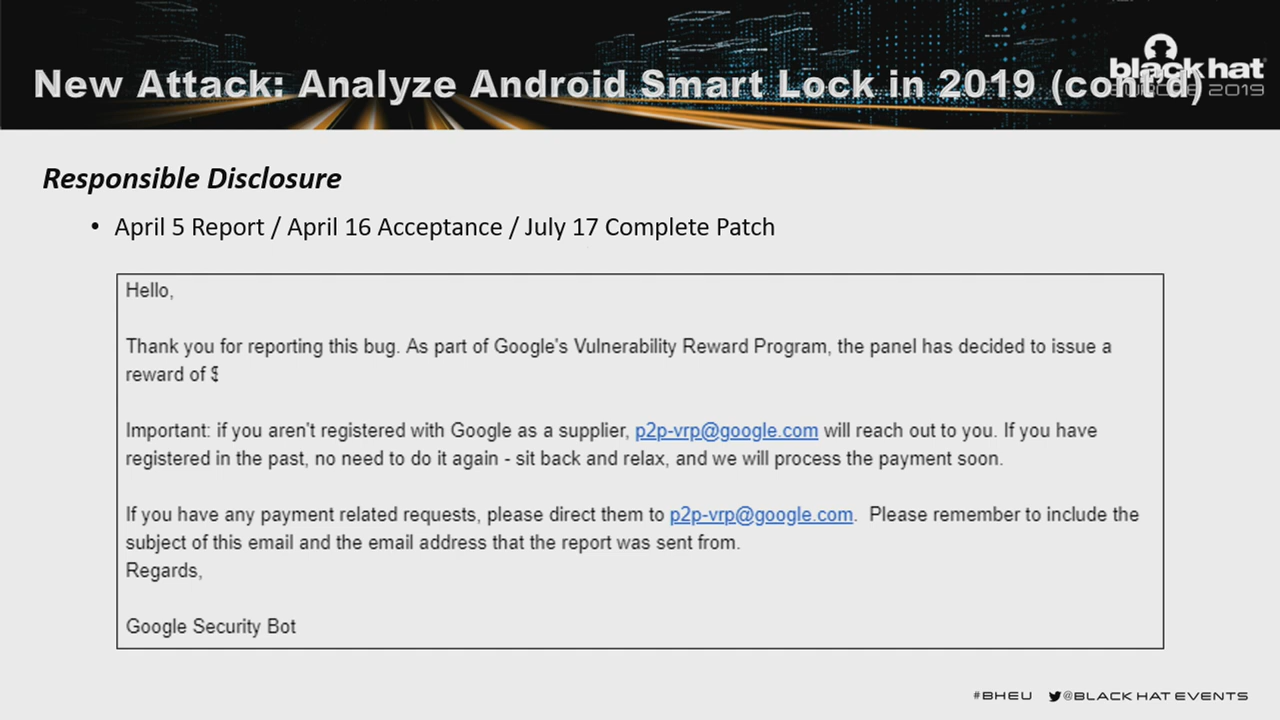 New Attack: Analyze Android Smart Lock in 2019 (cont'd)
black hat
EUROPE 2019
Responsible Disclosure
• April 5 Report / April 16 Acceptance / July 17 Complete Patch
Hello,
Thank you for reporting this bug. As part of Google's Vulnerability Reward Program, the panel has decided to issue a
reward of $
Important: if you aren't registered with Google as a supplier, p2p-vrp@google.com will reach out to you. If you have
registered in the past, no need to do it again - sit back and relax, and we will process the payment soon.
If you have any payment related requests, please direct them to p2p-vrp@google.com.  Please remember to include the
subject of this email and the email address that the report was sent from.
Regards,
Google Security Bot
#BHEU @BLACK HAT EVENTS